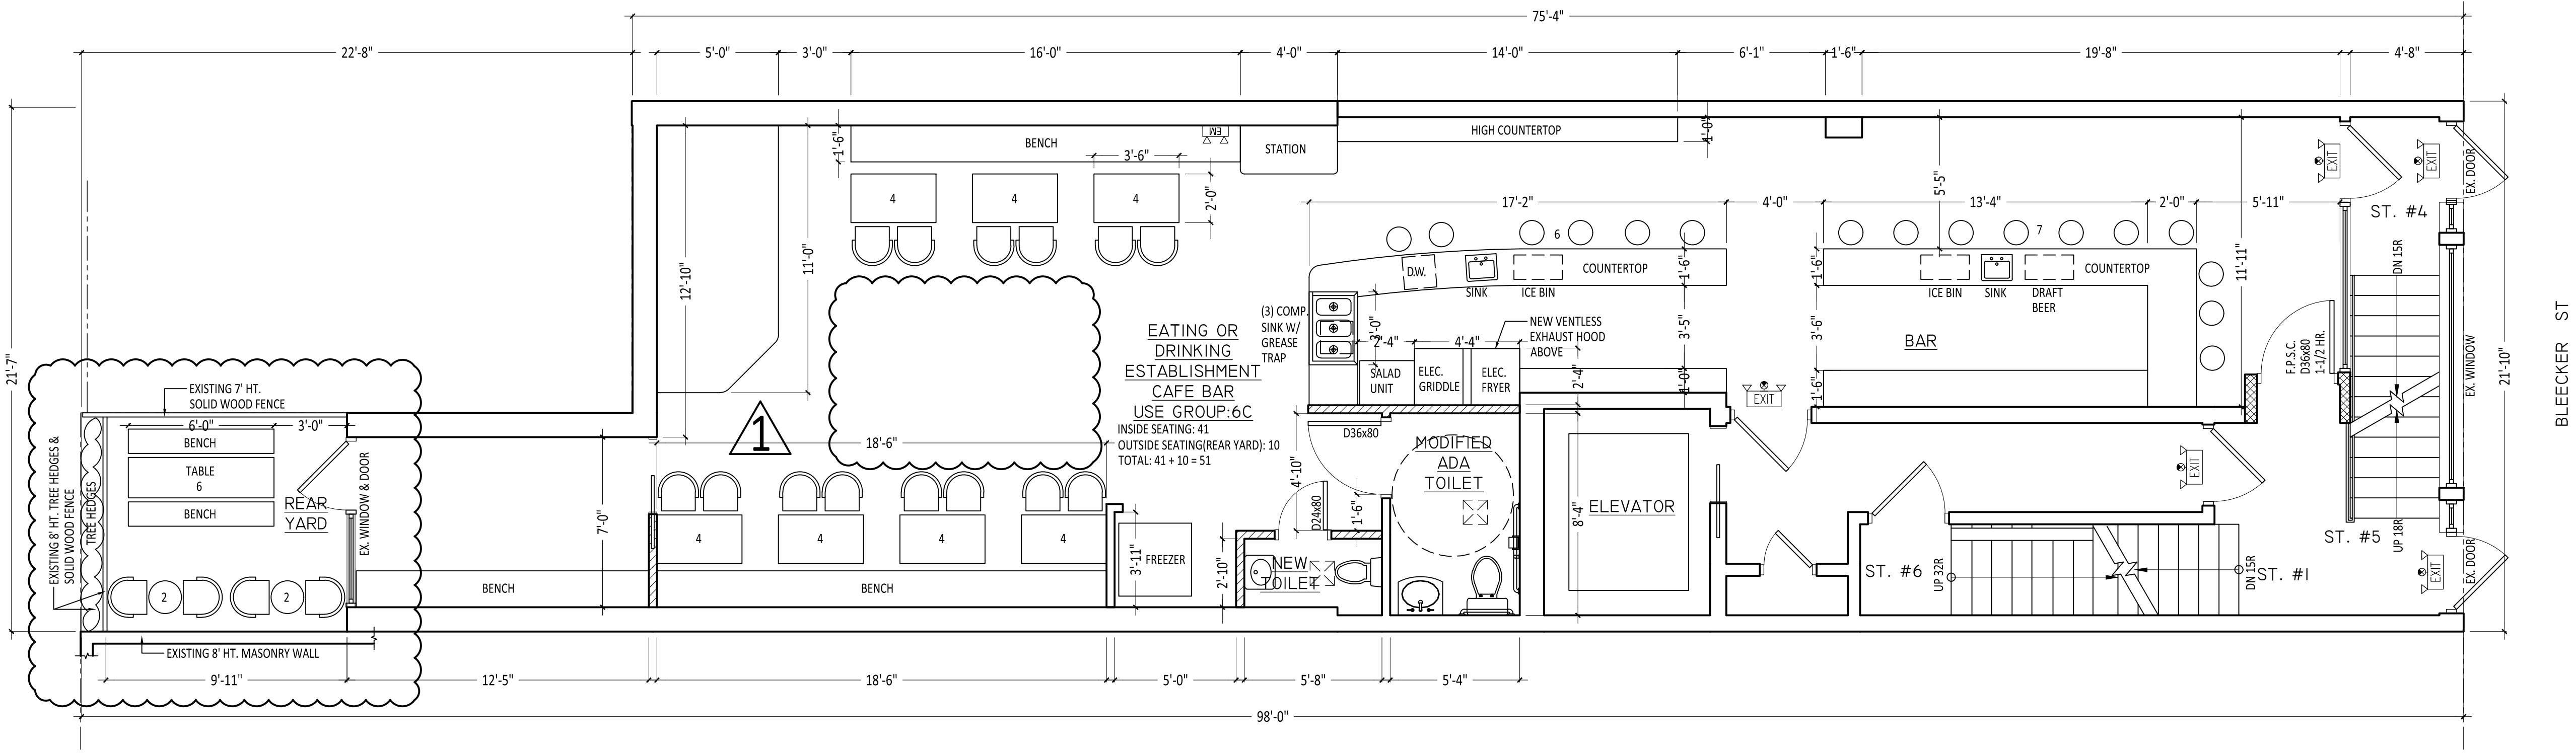 75'-4"
22'-8"
5'-0"
3'-0"
16'-0"
4'-0"
14'-0"
6'-1"
1'-6"
19'-8"
4'-8"
21'-7"
12'-10"
11'-0"
1'-6"
BENCH
EM
STATION
HIGH COUNTERTOP
1'-0"
3'-6"
2'-0"
4
4
4
5'-5"
11'-11"
EXIT
EXIT
EX. DOOR
ST. #4
17'-2"
4'-0"
13'-4"
2'-0"
5'-11"
6
7
D.W.
SINK
ICE BIN
COUNTERTOP
1'-6"
1'-6"
ICE BIN
SINK
DRAFT
BEER
COUNTERTOP
DN 15R
(3) COMP.
SINK W/
GREASE
TRAP
3'-0"
2'-4"
4'-4"
NEW VENTLESS
EXHAUST HOOD
ABOVE
SALAD
UNIT
ELEC.
GRIDDLE
ELEC.
FRYER
2'-4"
3'-5"
1'-0"
3'-6"
1'-6"
BAR
F.P.S.C.
D36x80
1-1/2 HR.
EX. WINDOW
21'-10"
BLEECKER ST
EATING OR
DRINKING
ESTABLISHMENT
CAFE BAR
USE GROUP:6C
INSIDE SEATING: 41
OUTSIDE SEATING(REAR YARD): 10
TOTAL: 41 + 10 = 51
1
18'-6"
EXIT
D36x80
MODIFIED
ADA
TOILET
4'-10"
D24x80
1'-6"
8'-4"
ELEVATOR
EXIT
UP 18R
ST. #5
EXISTING 7' HT.
SOLID WOOD FENCE
6'-0"
3'-0"
BENCH
TABLE
6
BENCH
REAR
YARD
EX. WINDOW & DOOR
EXISTING 8' HT. TREE HEDGES &
SOLID WOOD FENCE
TREE HEDGES
2
2
7'-0"
4
4
4
4
BENCH
BENCH
3'-11"
FREEZER
2'-10"
NEW
TOILET
ST. #6
UP 32R
DN 15R
ST. #1
EXIT
EX. DOOR
EXISTING 8' HT. MASONRY WALL
9'-11"
12'-5"
18'-6"
5'-0"
5'-8"
5'-4"
98'-0"